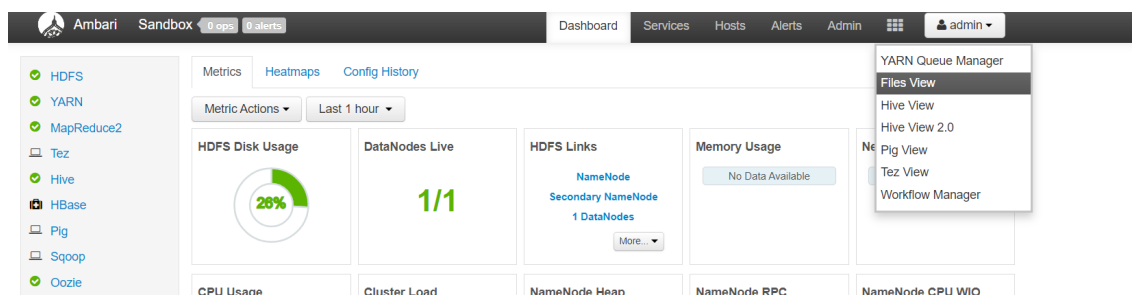 Ambari Sandbox 0 ops 0 alerts Dashboard Services Hosts Alerts Admin admin
HDFS
YARN
MapReduce2
Tez
Hive
HBase
Pig
Sqoop
Oozie
Metrics Heatmaps Config History
Metric Actions Last 1 hour
HDFS Disk Usage
26%
DataNodes Live
1/1
HDFS Links
NameNode
Secondary NameNode
1 DataNodes
More...
Memory Usage
No Data Available
Ne
YARN Queue Manager
Files View
Hive View
Hive View 2.0
Pig View
Tez View
Workflow Manager
CPU Usage
Cluster Load
NameNode Heap
NameNode RPC
NameNode CPU WIO